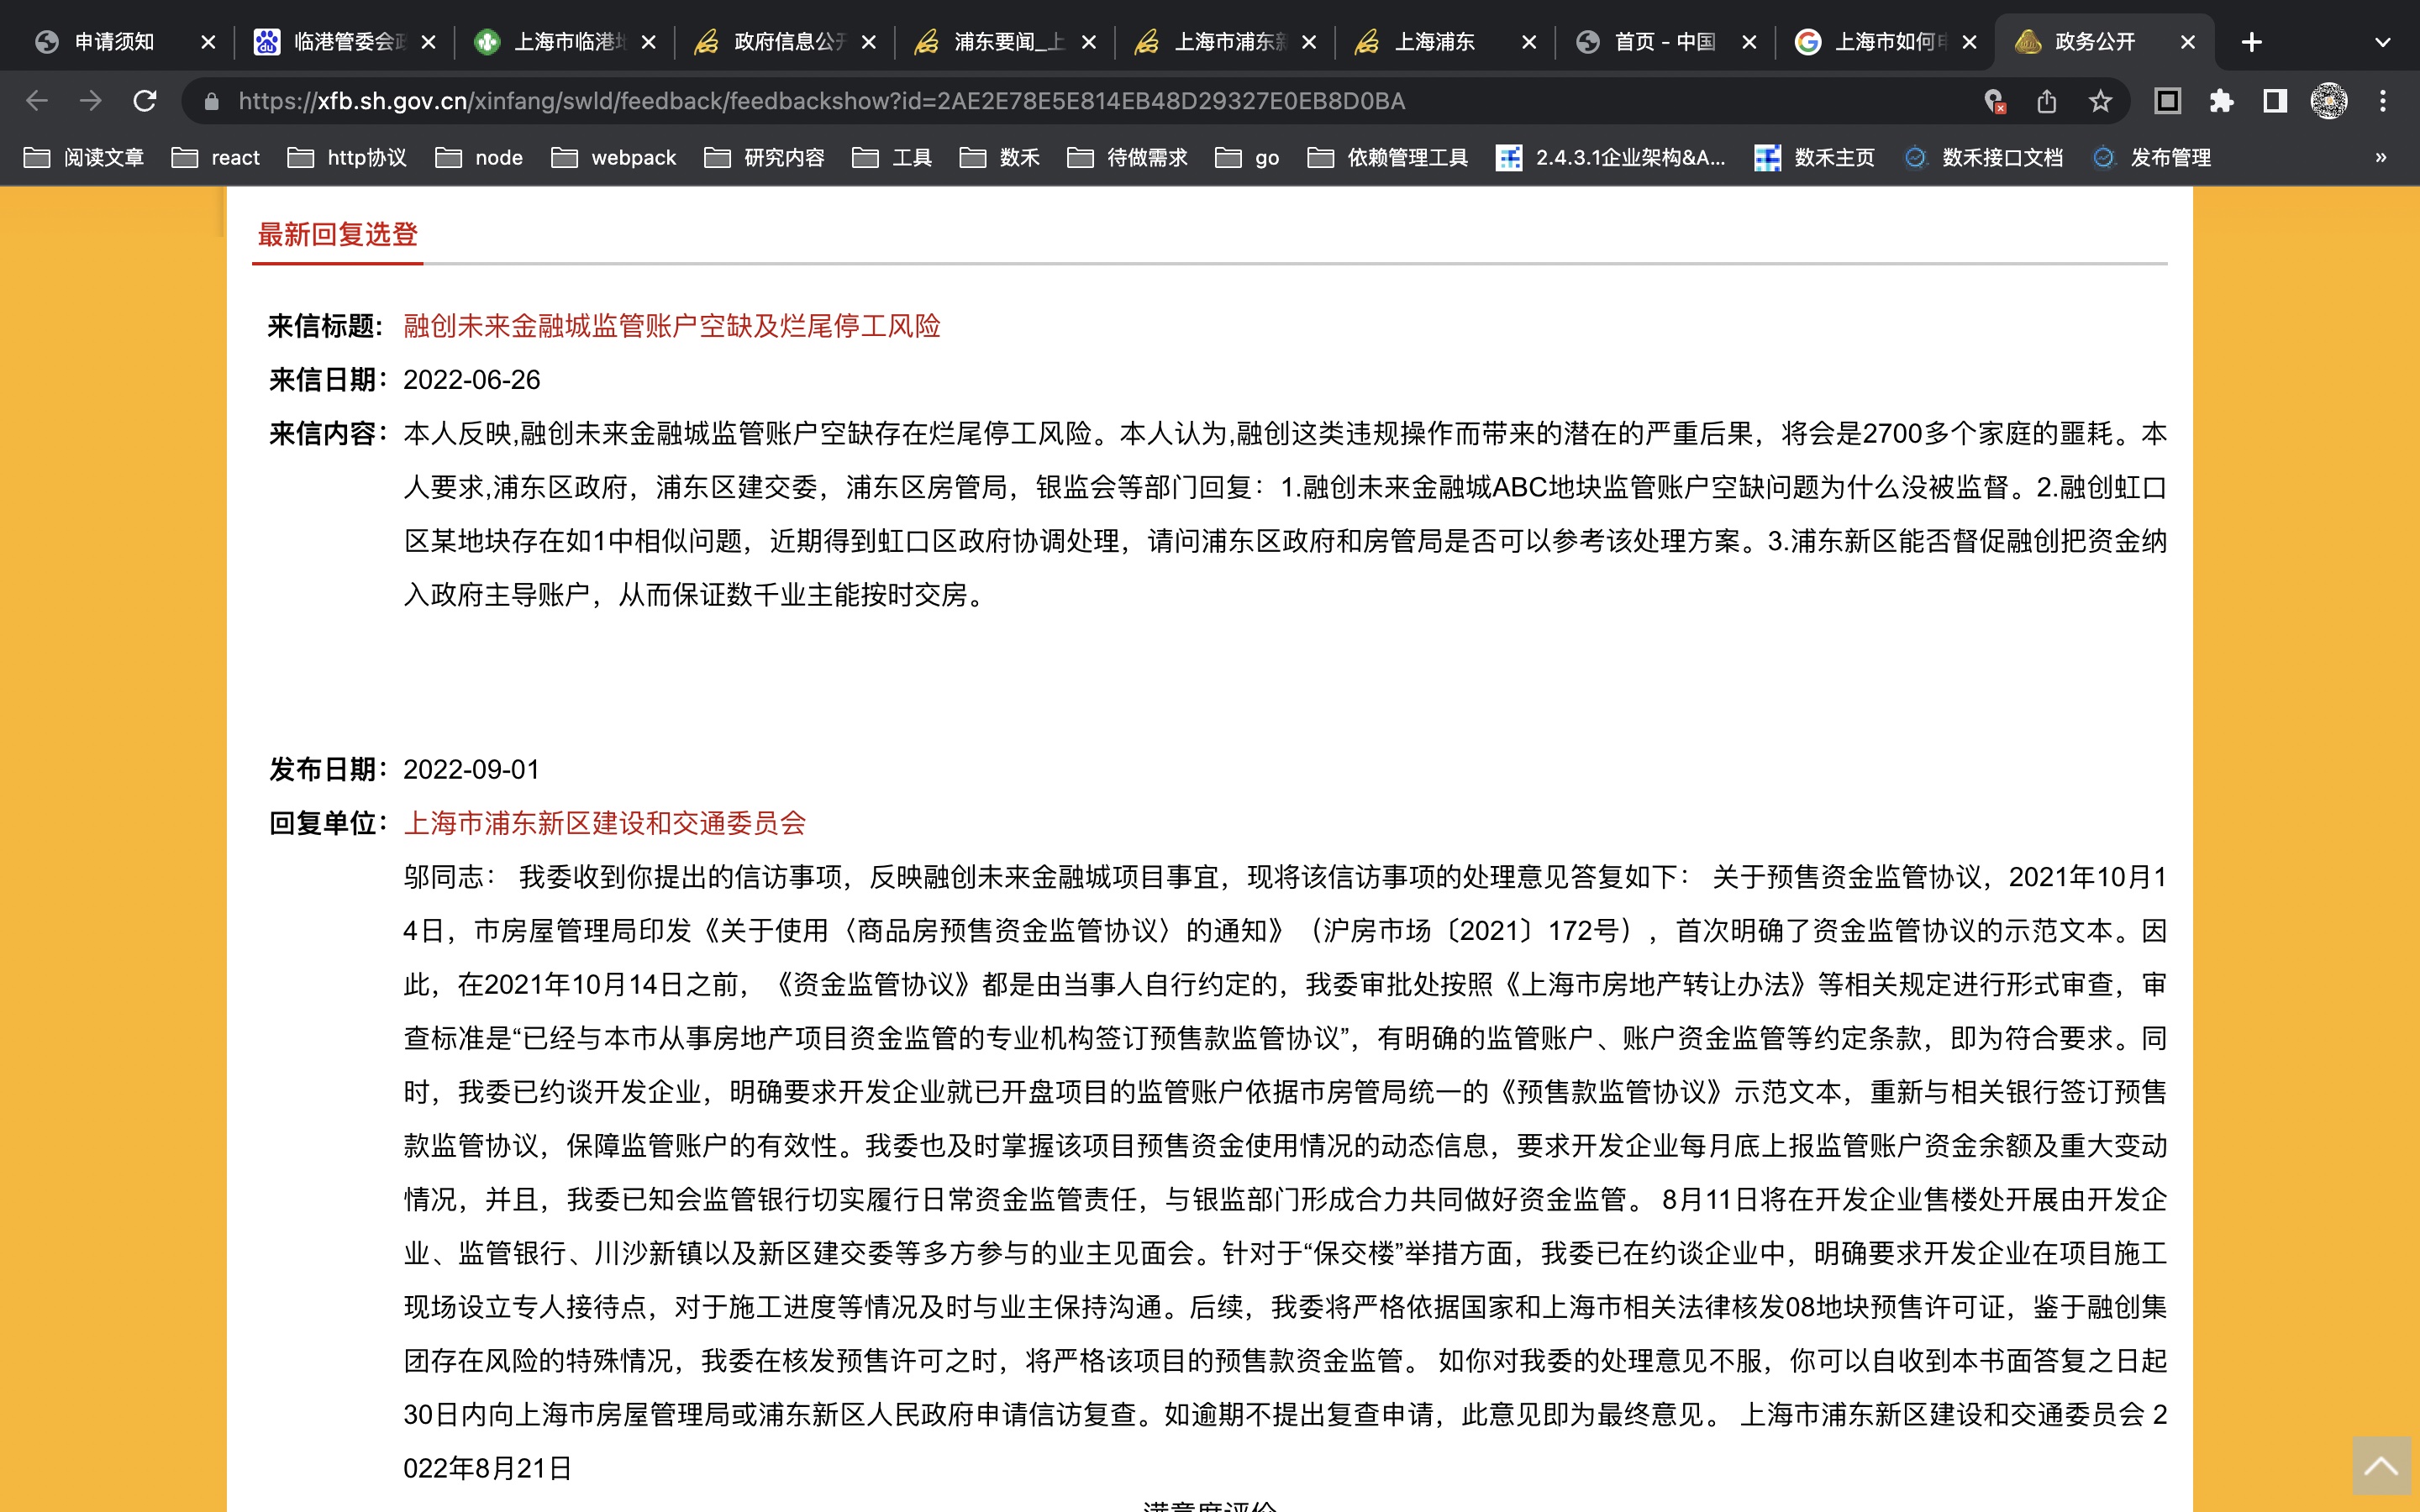 申请须知
临港管委会政
上海市临港地
政府信息公开
浦东要闻_上
上海市浦东新
上海浦东
首页 - 中国
上海市如何申
政务公开
https://xfb.sh.gov.cn/xinfang/swld/feedback/feedbackshow?id=2AE2E78E5E814EB48D29327E0EB8D0BA
阅读文章 react http协议 node webpack 研究内容 工具 数禾 待做需求 go 依赖管理工具 2.4.3.1企业架构&A... 数禾主页 数禾接口文档 发布管理 »
最新回复选登
来信标题： 融创未来金融城监管账户空缺及烂尾停工风险
来信日期： 2022-06-26
来信内容： 本人反映,融创未来金融城监管账户空缺存在烂尾停工风险。本人认为,融创这类违规操作而带来的潜在的严重后果，将会是2700多个家庭的噩耗。本
人要求,浦东区政府，浦东区建交委，浦东区房管局，银监会等部门回复：1.融创未来金融城ABC地块监管账户空缺问题为什么没被监督。2.融创虹口
区某地块存在如1中相似问题，近期得到虹口区政府协调处理，请问浦东区政府和房管局是否可以参考该处理方案。3.浦东新区能否督促融创把资金纳
入政府主导账户，从而保证数千业主能按时交房。
发布日期： 2022-09-01
回复单位： 上海市浦东新区建设和交通委员会
邬同志： 我委收到你提出的信访事项，反映融创未来金融城项目事宜，现将该信访事项的处理意见答复如下： 关于预售资金监管协议，2021年10月1
4日，市房屋管理局印发《关于使用〈商品房预售资金监管协议〉的通知》（沪房市场〔2021〕172号），首次明确了资金监管协议的示范文本。因
此，在2021年10月14日之前，《资金监管协议》都是由当事人自行约定的，我委审批处按照《上海市房地产转让办法》等相关规定进行形式审查，审
查标准是“已经与本市从事房地产项目资金监管的专业机构签订预售款监管协议”，有明确的监管账户、账户资金监管等约定条款，即为符合要求。同
时，我委已约谈开发企业，明确要求开发企业就已开盘项目的监管账户依据市房管局统一的《预售款监管协议》示范文本，重新与相关银行签订预售
款监管协议，保障监管账户的有效性。我委也及时掌握该项目预售资金使用情况的动态信息，要求开发企业每月底上报监管账户资金余额及重大变动
情况，并且，我委已知会监管银行切实履行日常资金监管责任，与银监部门形成合力共同做好资金监管。 8月11日将在开发企业售楼处开展由开发企
业、监管银行、川沙新镇以及新区建交委等多方参与的业主见面会。针对于“保交楼”举措方面，我委已在约谈企业中，明确要求开发企业在项目施工
现场设立专人接待点，对于施工进度等情况及时与业主保持沟通。后续，我委将严格依据国家和上海市相关法律核发08地块预售许可证，鉴于融创集
团存在风险的特殊情况，我委在核发预售许可之时，将严格该项目的预售款资金监管。 如你对我委的处理意见不服，你可以自收到本书面答复之日起
30日内向上海市房屋管理局或浦东新区人民政府申请信访复查。如逾期不提出复查申请，此意见即为最终意见。 上海市浦东新区建设和交通委员会 2
022年8月21日
满意度评价